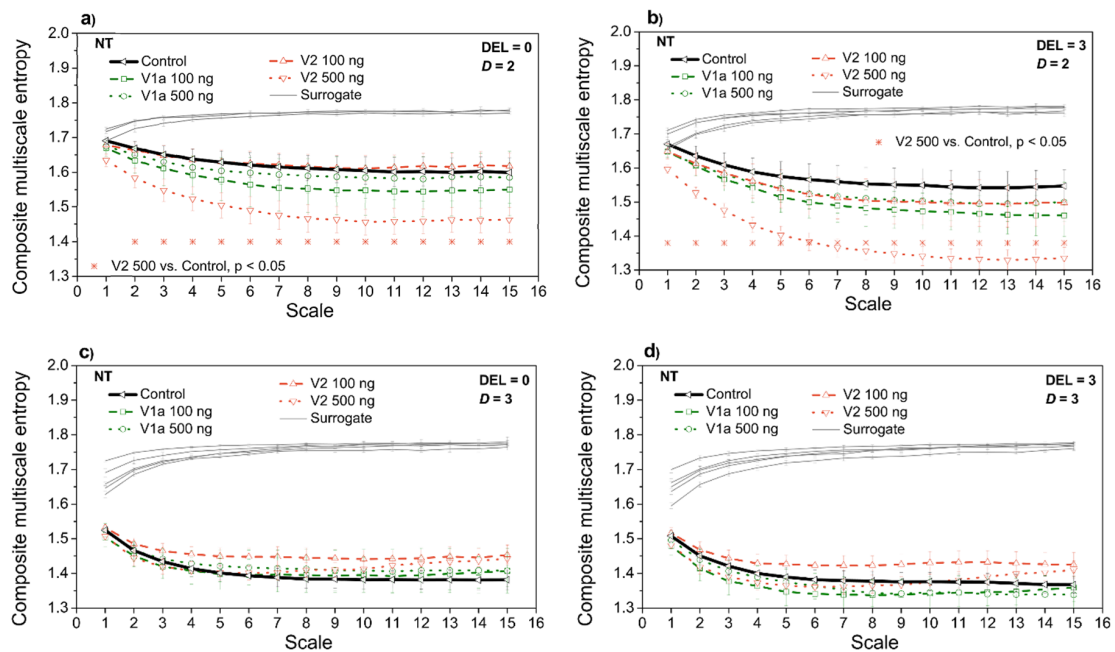 a)
2.0
1.9
1.8
1.7
1.6
1.5
1.4
1.3
Composite multiscale entropy
NT
DEL = 0
D = 2
Control
V1a 100 ng
V1a 500 ng
V2 100 ng
V2 500 ng
Surrogate
V2 500 vs. Control, p < 0.05
0 1 2 3 4 5 6 7 8 9 10 11 12 13 14 15 16
Scale
b)
2.0
1.9
1.8
1.7
1.6
1.5
1.4
1.3
Composite multiscale entropy
NT
DEL = 3
D = 2
Control
V1a 100 ng
V1a 500 ng
V2 100 ng
V2 500 ng
Surrogate
V2 500 vs. Control, p < 0.05
0 1 2 3 4 5 6 7 8 9 10 11 12 13 14 15 16
Scale
c)
2.0
1.9
1.8
1.7
1.6
1.5
1.4
1.3
Composite multiscale entropy
NT
DEL = 0
D = 3
Control
V1a 100 ng
V1a 500 ng
V2 100 ng
V2 500 ng
Surrogate
0 1 2 3 4 5 6 7 8 9 10 11 12 13 14 15 16
Scale
d)
2.0
1.9
1.8
1.7
1.6
1.5
1.4
1.3
Composite multiscale entropy
NT
DEL = 3
D = 3
Control
V1a 100 ng
V1a 500 ng
V2 100 ng
V2 500 ng
Surrogate
0 1 2 3 4 5 6 7 8 9 10 11 12 13 14 15 16
Scale